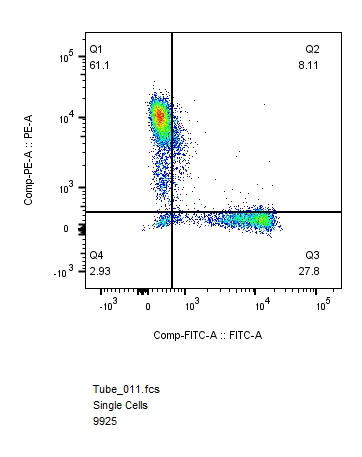 Q1
61.1
Q2
8.11
10^5
10^4
10^3
0
-10^3
Comp-PE-A :: PE-A
Q4
2.93
Q3
27.8
-10^3
0
10^3
10^4
10^5
Comp-FITC-A :: FITC-A
Tube_011.fcs
Single Cells
9925